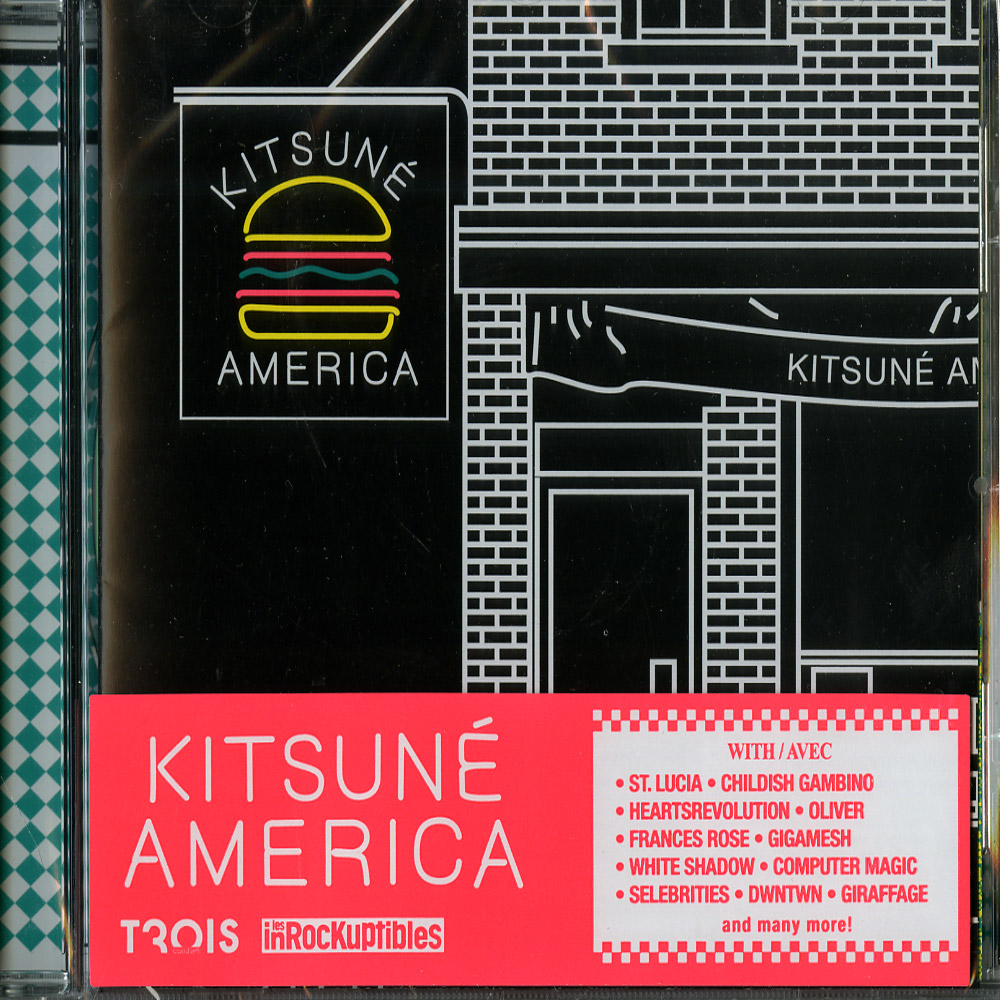 KITSUNÉ
AMERICA
KITSUNÉ
KITSUNÉ
AMERICA
TROIS
les
inRocKuptibles
WITH / AVEC
• ST. LUCIA • CHILDISH GAMBINO
• HEARTSREVOLUTION • OLIVER
• FRANCES ROSE • GIGAMESH
• WHITE SHADOW • COMPUTER MAGIC
• SELEBRITIES • DWNTWN • GIRAFFAGE
and many more!